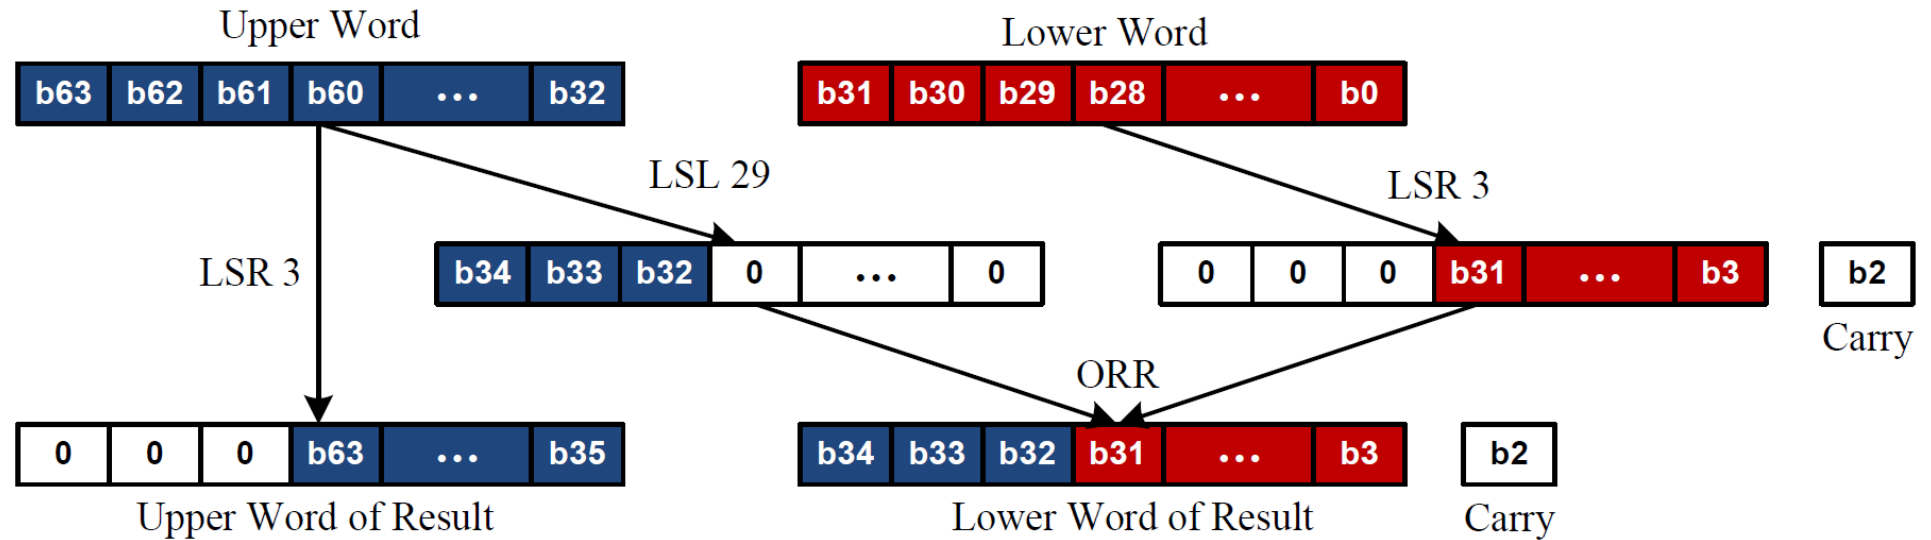 Upper Word
Lower Word
b63 b62 b61 b60 ... b32
b31 b30 b29 b28 ... b0
LSL 29
LSR 3
LSR 3
b34 b33 b32 0 ... 0
0 0 0 b31 ... b3
b2
Carry
ORR
0 0 0 b63 ... b35
b34 b33 b32 b31 ... b3
b2
Upper Word of Result
Lower Word of Result
Carry